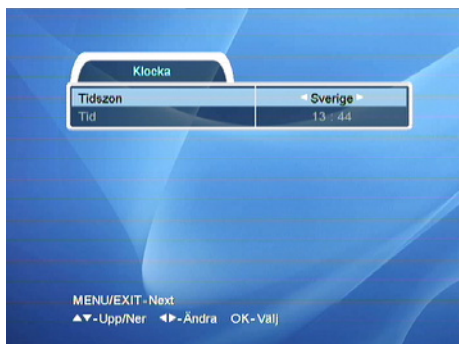 Klocka
Tidszon ◀ Sverige ▶
Tid 13 : 44
MENU/EXIT-Next
▲▼-Upp/Ner ◀▶-Ändra OK-Välj